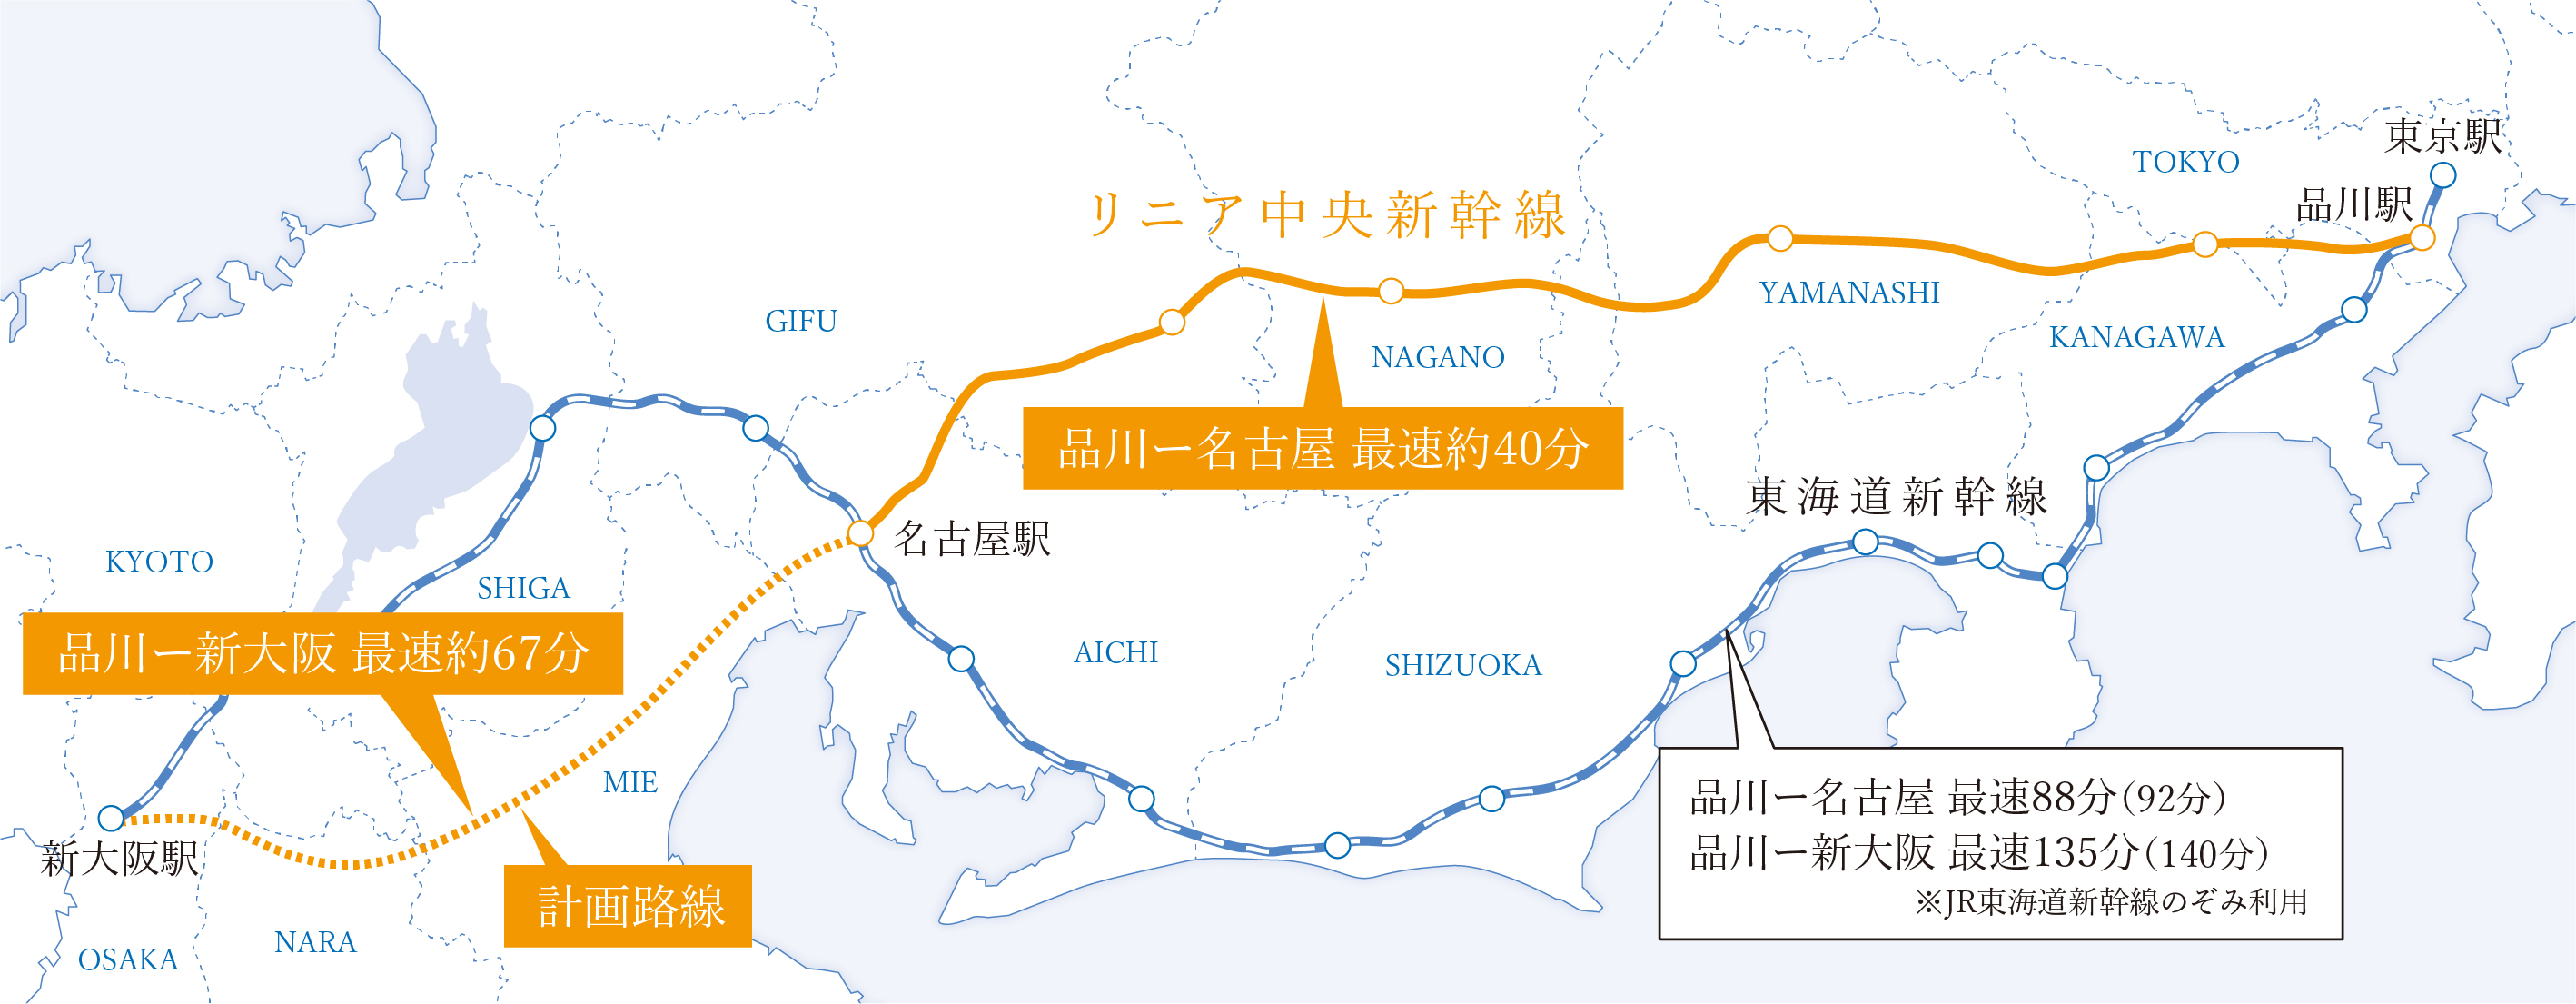 東京駅
TOKYO
品川駅
リニア中央新幹線
YAMANASHI
GIFU
KANAGAWA
NAGANO
品川ー名古屋 最速約40分
東海道新幹線
名古屋駅
KYOTO
SHIGA
品川ー新大阪 最速約67分
AICHI
SHIZUOKA
MIE
品川ー名古屋 最速88分(92分)
品川ー新大阪 最速135分(140分)
※JR東海道新幹線のぞみ利用
新大阪駅
計画路線
NARA
OSAKA